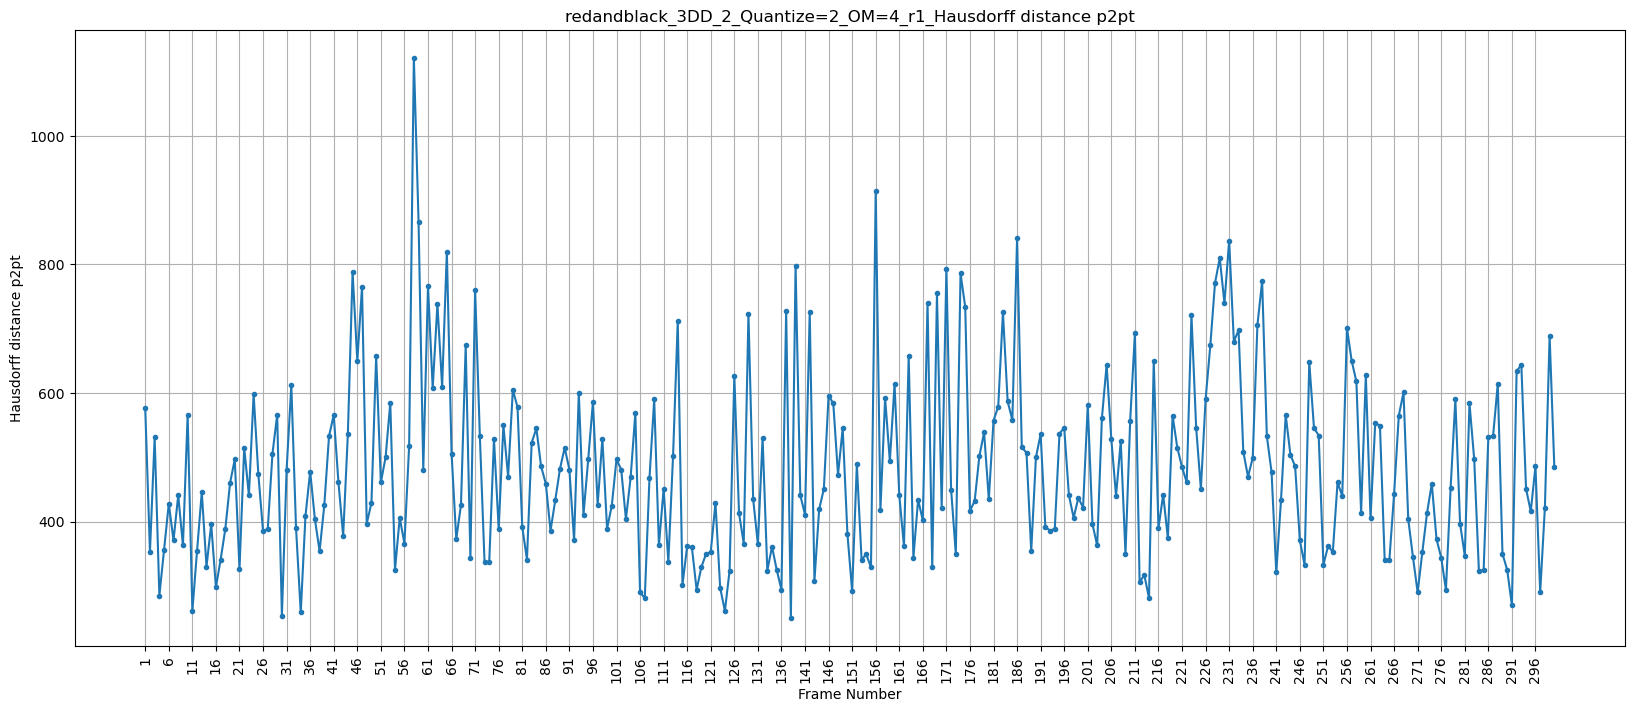 redandblack_3DD_2_Quantize=2_OM=4_r1_Hausdorff distance p2pt
Hausdorff distance p2pt
1000
800
600
400
1 6 11 16 21 26 31 36 41 46 51 56 61 66 71 76 81 86 91 96 101 106 111 116 121 126 131 136 141 146 151 156 161 166 171 176 181 186 191 196 201 206 211 216 221 226 231 236 241 246 251 256 261 266 271 276 281 286 291 296
Frame Number